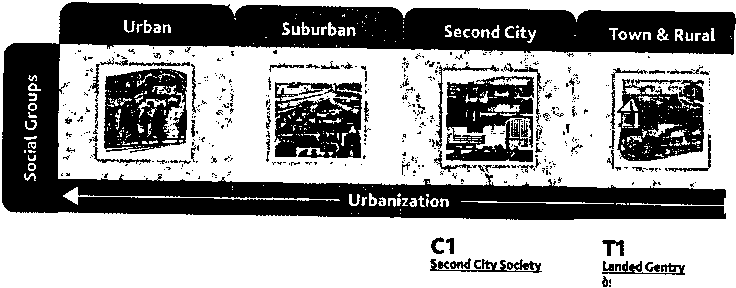 Urban
Suburban
Second City
Town & Rural
Social Groups
Urbanization
C1
Second City Society
T1
Landed Gentry